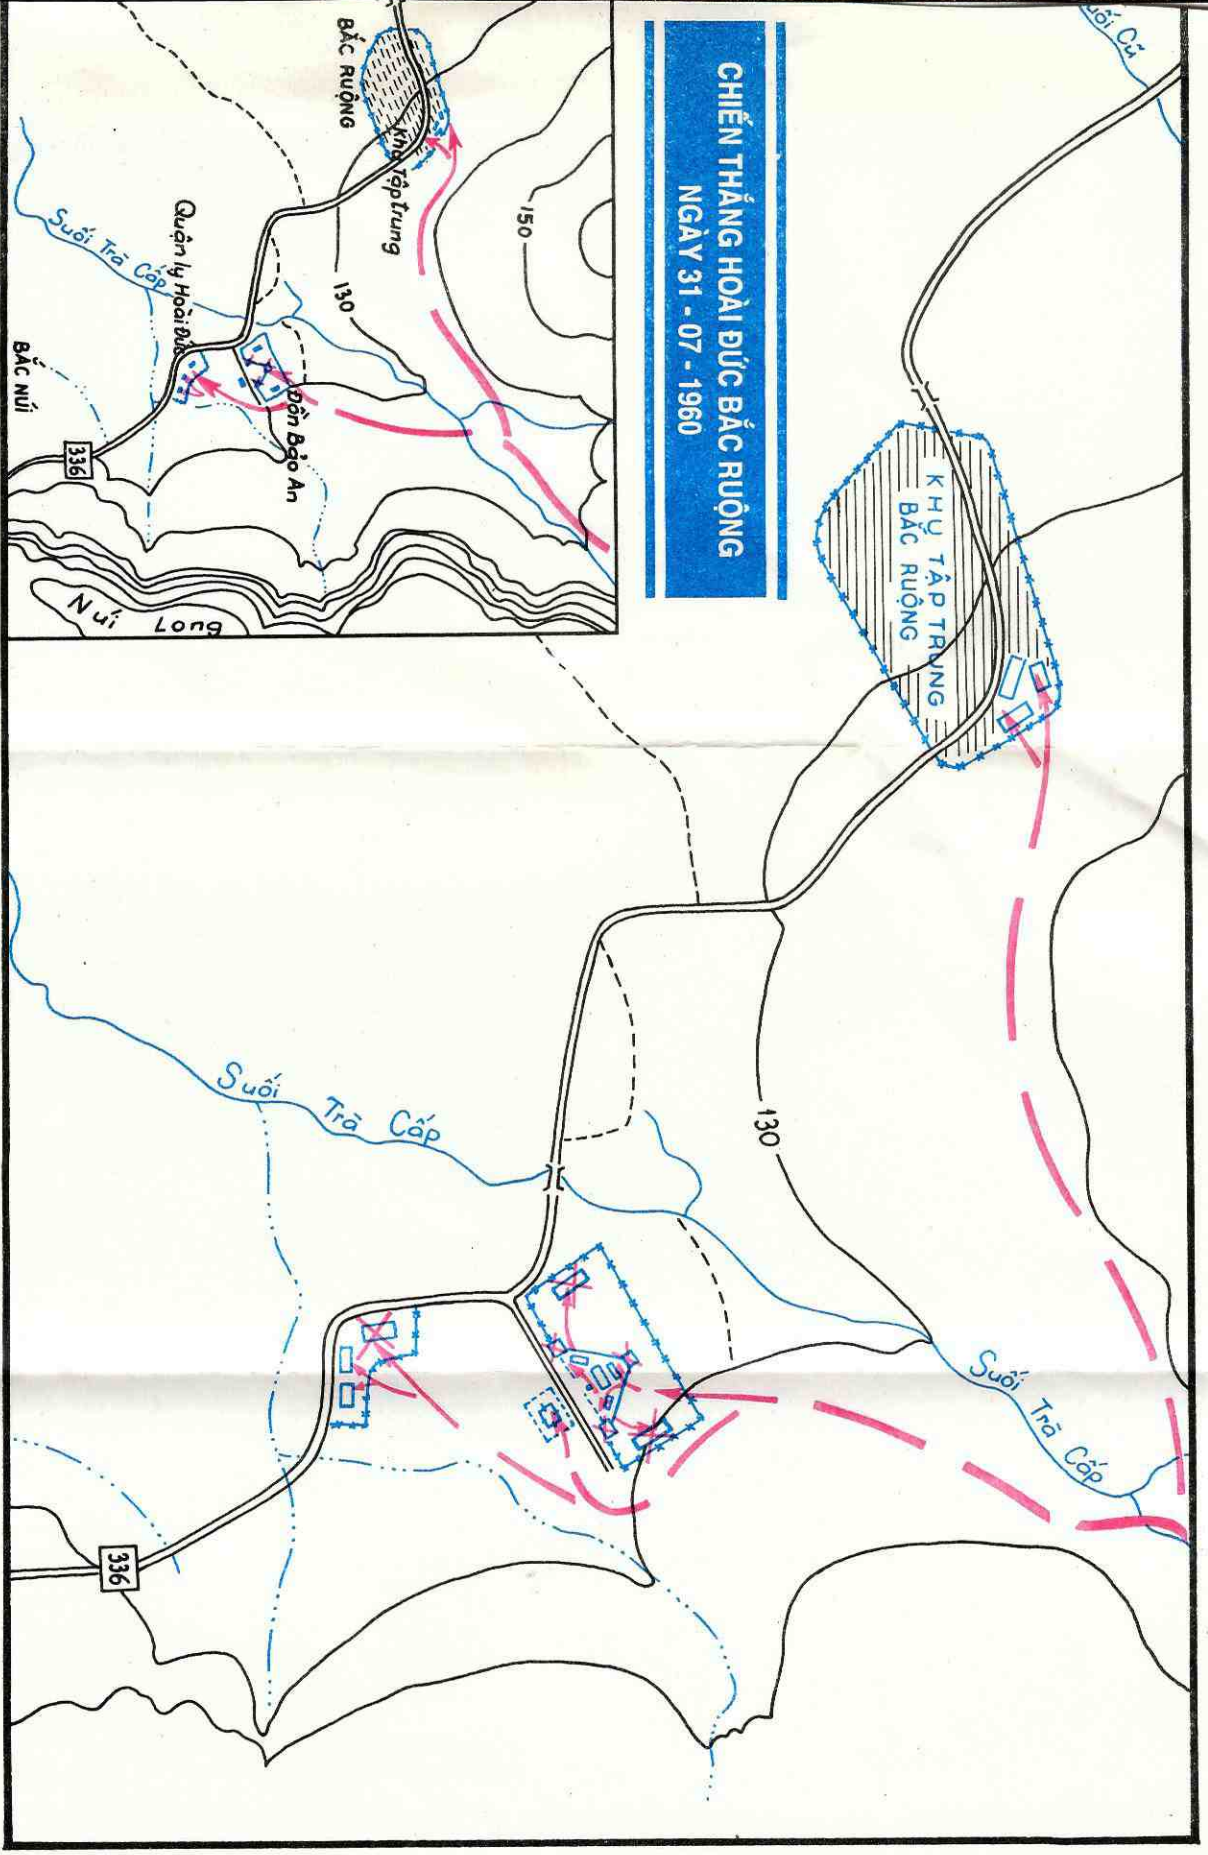 CHIẾN THẮNG HOÀI ĐỨC BẮC RUỘNG
NGÀY 31 - 07 - 1960
BẮC RUỘNG
Khu Tập trung
150
130
Suối Trà Cấp
Quận lỵ Hoài Đức
Đồn Bảo An
BẮC NÚI
336
Núi Long
Suối Cũ
KHU TẬP TRUNG
BẮC RUỘNG
130
Suối Trà Cấp
Suối Trà Cấp
336